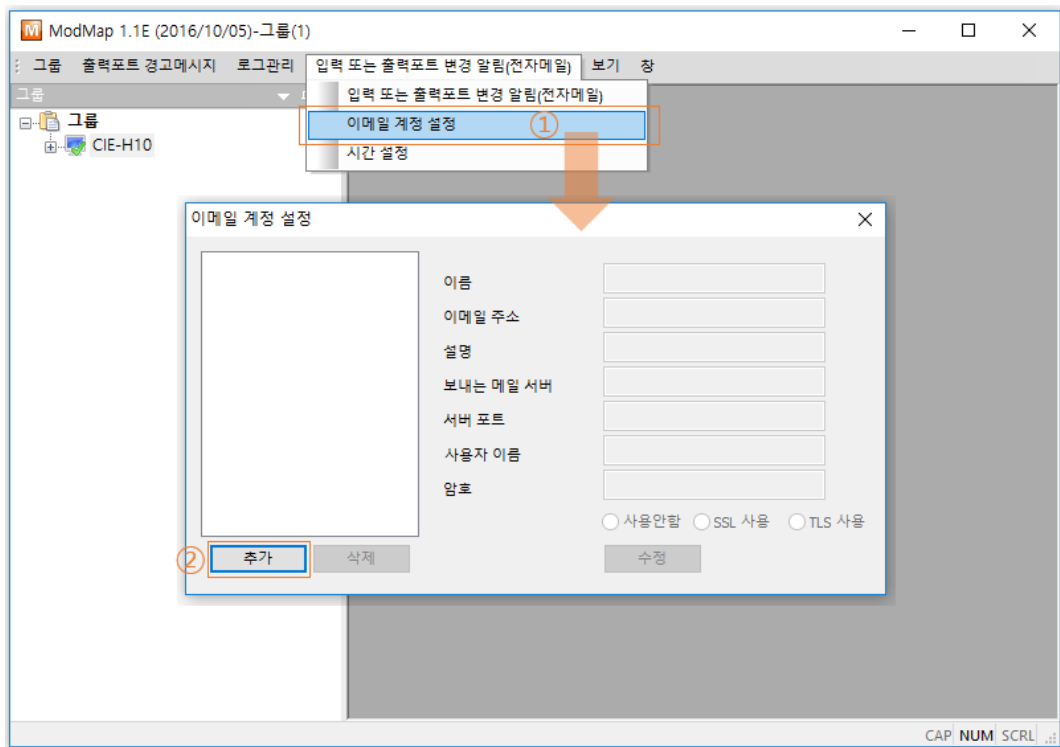 ModMap 1.1E (2016/10/05)-그룹(1)
그룹 출력포트 경고메시지 로그관리 입력 또는 출력포트 변경 알림(전자메일) 보기 창
그룹
입력 또는 출력포트 변경 알림(전자메일)
그룹
이메일 계정 설정 ①
CIE-H10
시간 설정
이메일 계정 설정
이름
이메일 주소
설명
보내는 메일 서버
서버 포트
사용자 이름
암호
사용안함 SSL 사용 TLS 사용
② 추가 삭제 수정
CAP NUM SCRL